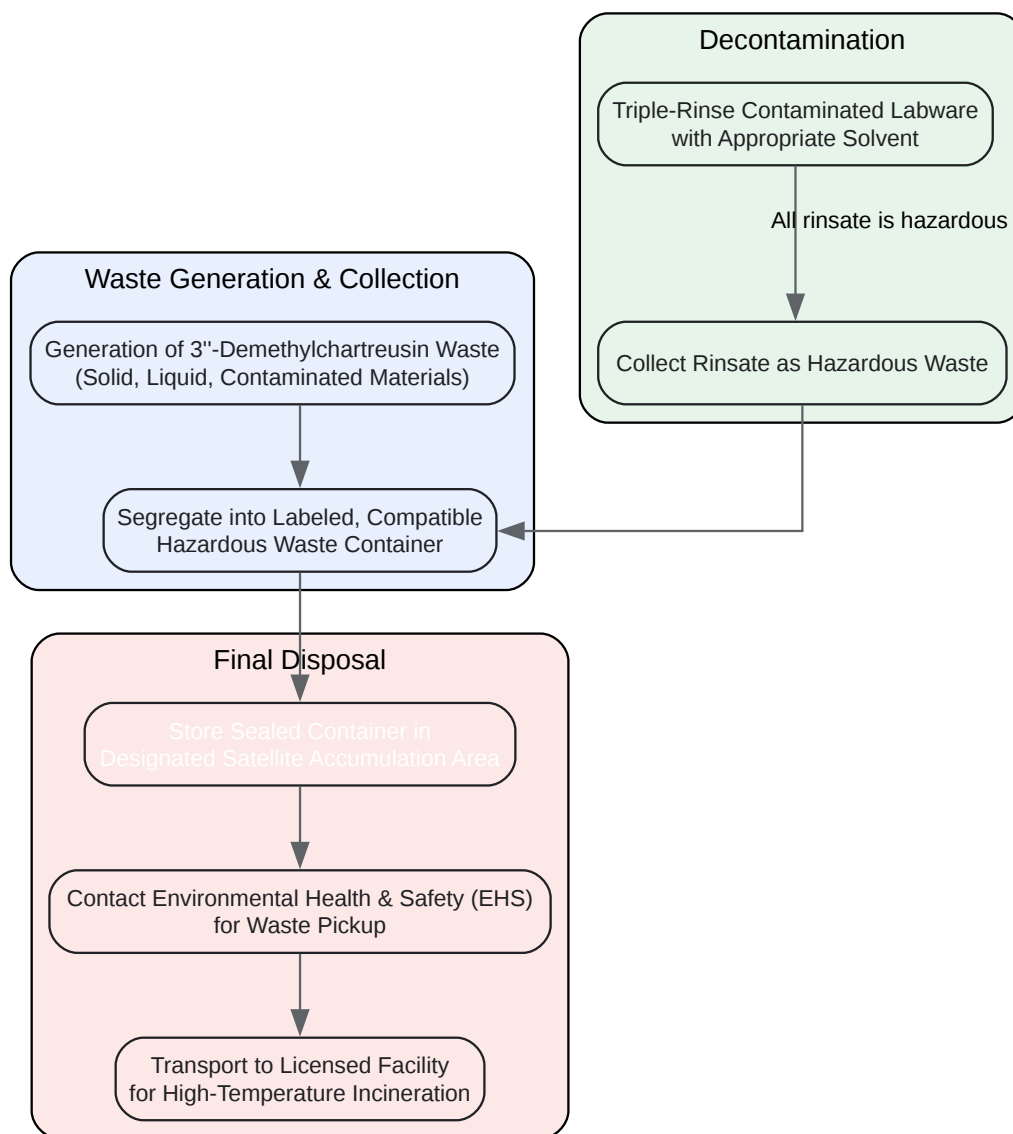 Decontamination
Triple-Rinse Contaminated Labware
with Appropriate Solvent
All rinsate is hazardous
Collect Rinsate as Hazardous Waste
Waste Generation & Collection
Generation of 3''-Demethylchartreusin Waste
(Solid, Liquid, Contaminated Materials)
Segregate into Labeled, Compatible
Hazardous Waste Container
Final Disposal
Store Sealed Container in
Designated Satellite Accumulation Area
Contact Environmental Health & Safety (EHS)
for Waste Pickup
Transport to Licensed Facility
for High-Temperature Incineration